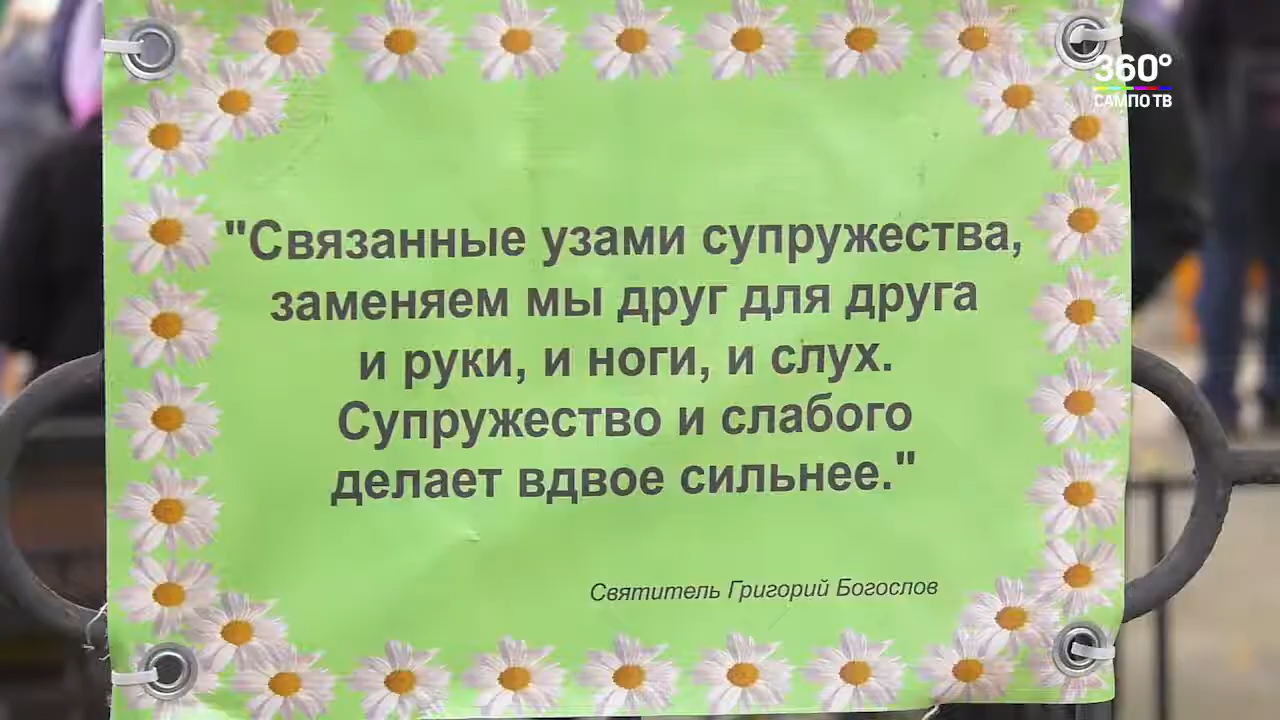 360°
САМПО ТВ
"Связанные узами супружества,
заменяем мы друг для друга
и руки, и ноги, и слух.
Супружество и слабого
делает вдвое сильнее."
Святитель Григорий Богослов